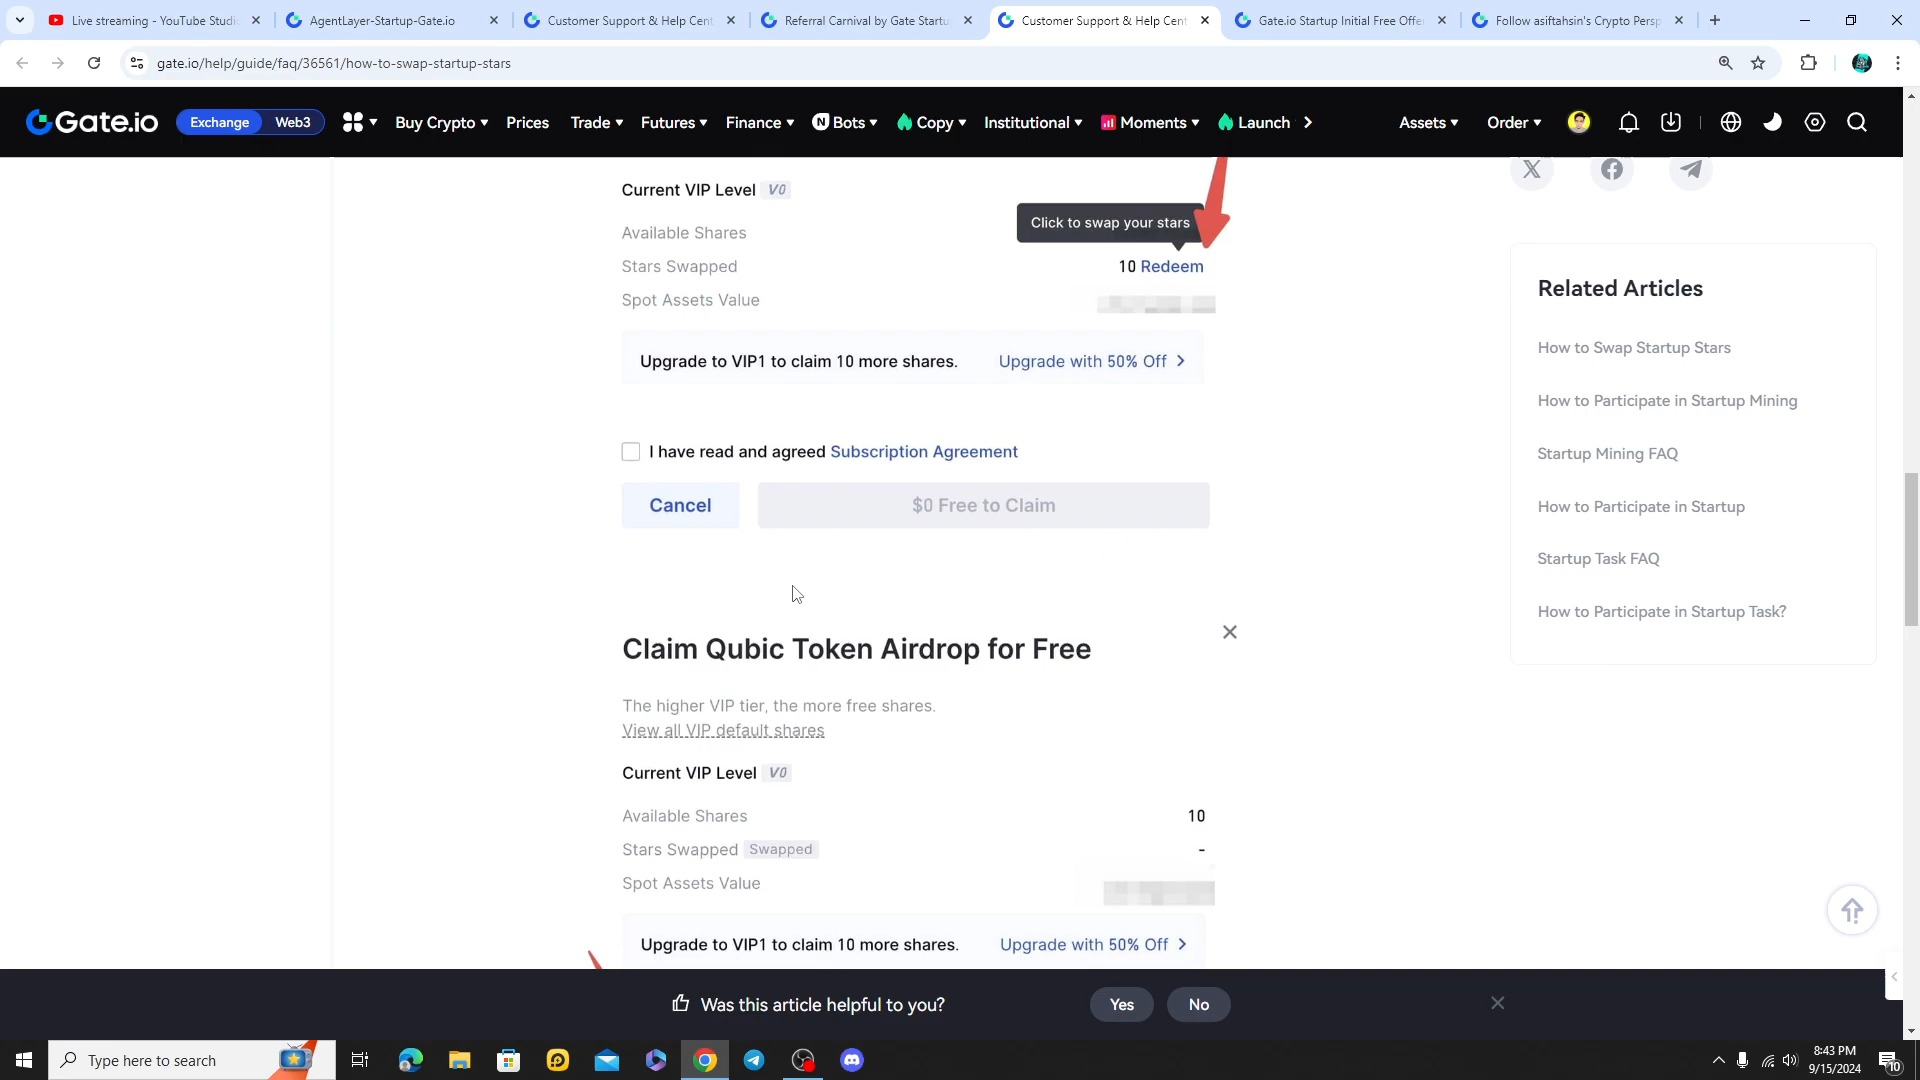 Live streaming - YouTube Studi
AgentLayer-Startup-Gate.io
Customer Support & Help Cent
Referral Carnival by Gate Startu
Customer Support & Help Cent
Gate.io Startup Initial Free Offe
Follow asiftahsin's Crypto Persp
gate.io/help/guide/faq/36561/how-to-swap-startup-stars
Gate.io
Exchange
Web3
Buy Crypto
Prices
Trade
Futures
Finance
Bots
Copy
Institutional
Moments
Launch
Assets
Order
Current VIP Level V0
Click to swap your stars
Available Shares
Stars Swapped
10 Redeem
Spot Assets Value
Upgrade to VIP1 to claim 10 more shares.
Upgrade with 50% Off
I have read and agreed Subscription Agreement
Cancel
$0 Free to Claim
Claim Qubic Token Airdrop for Free
The higher VIP tier, the more free shares.
View all VIP default shares
Current VIP Level V0
Available Shares
10
Stars Swapped Swapped
-
Spot Assets Value
Upgrade to VIP1 to claim 10 more shares.
Upgrade with 50% Off
Related Articles
How to Swap Startup Stars
How to Participate in Startup Mining
Startup Mining FAQ
How to Participate in Startup
Startup Task FAQ
How to Participate in Startup Task?
Was this article helpful to you?
Yes
No
Type here to search
8:43 PM
9/15/2024
10